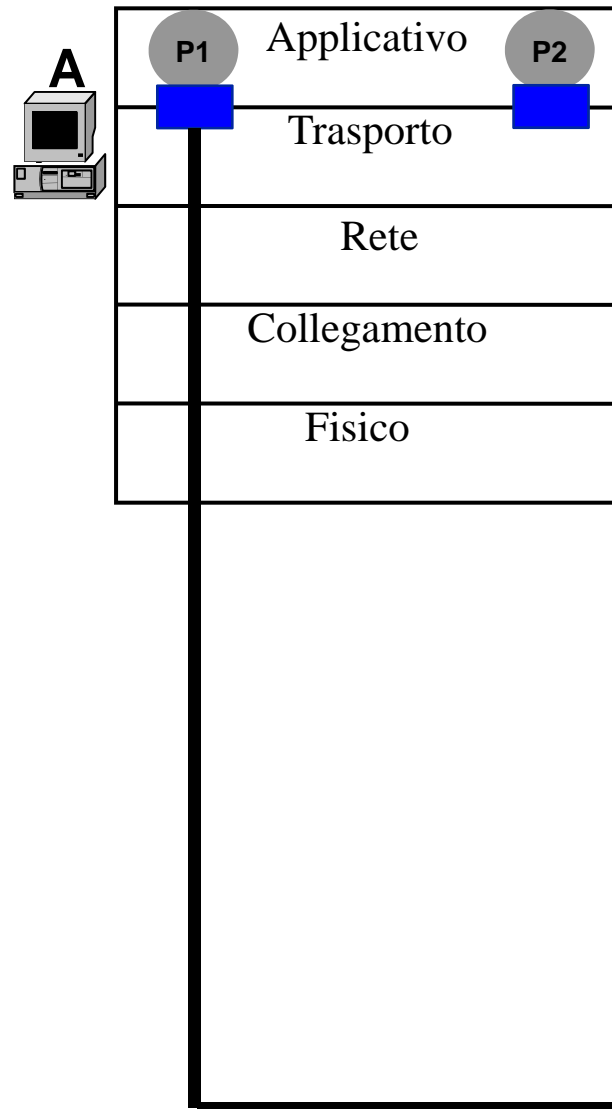 P1 Applicativo P2
A
Trasporto
Rete
Collegamento
Fisico